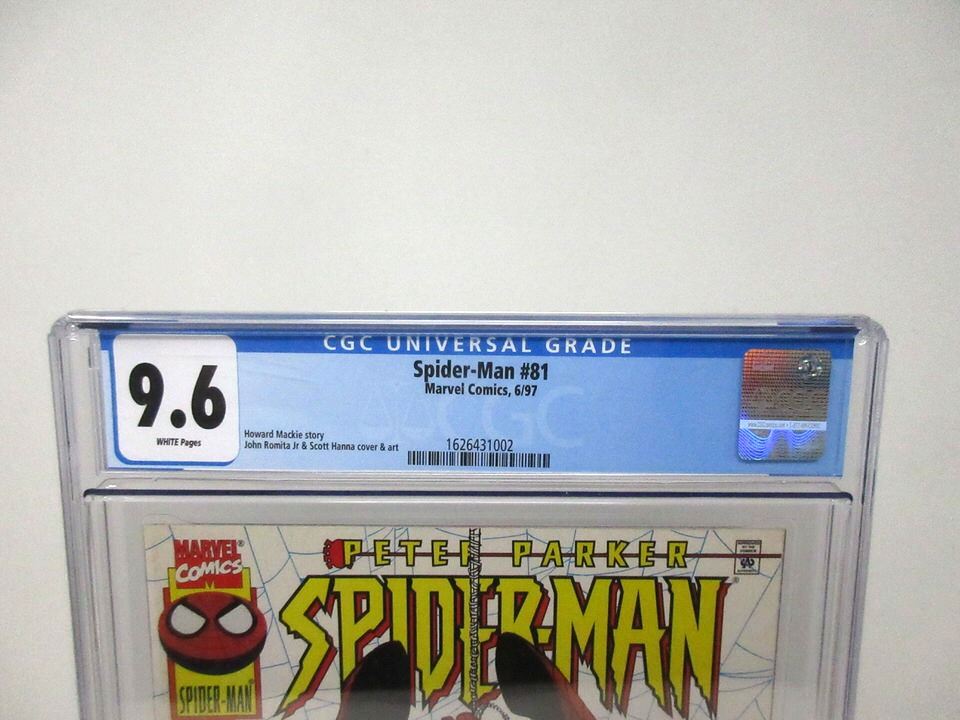 CGC UNIVERSAL GRADE
9.6
WHITE Pages
Spider-Man #81
Marvel Comics, 6/97
Howard Mackie story
John Romita Jr & Scott Hanna cover & art
1626431002
CGC
MARVEL®
COMICS
PETER PARKER
SPIDER-MAN®
SPIDER-MAN